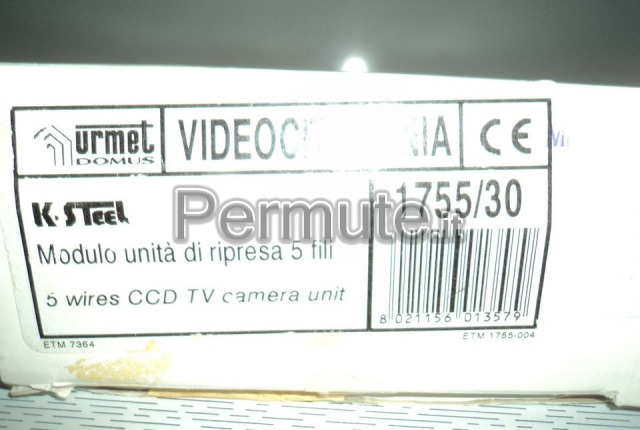 urmet
DOMUS
CE
K·STEEL
1755/30
Modulo unità di ripresa 5 fili
5 wires CCD TV camera unit
8 021156 013579
ETM 7364
ETM 1755-004
Permute.it